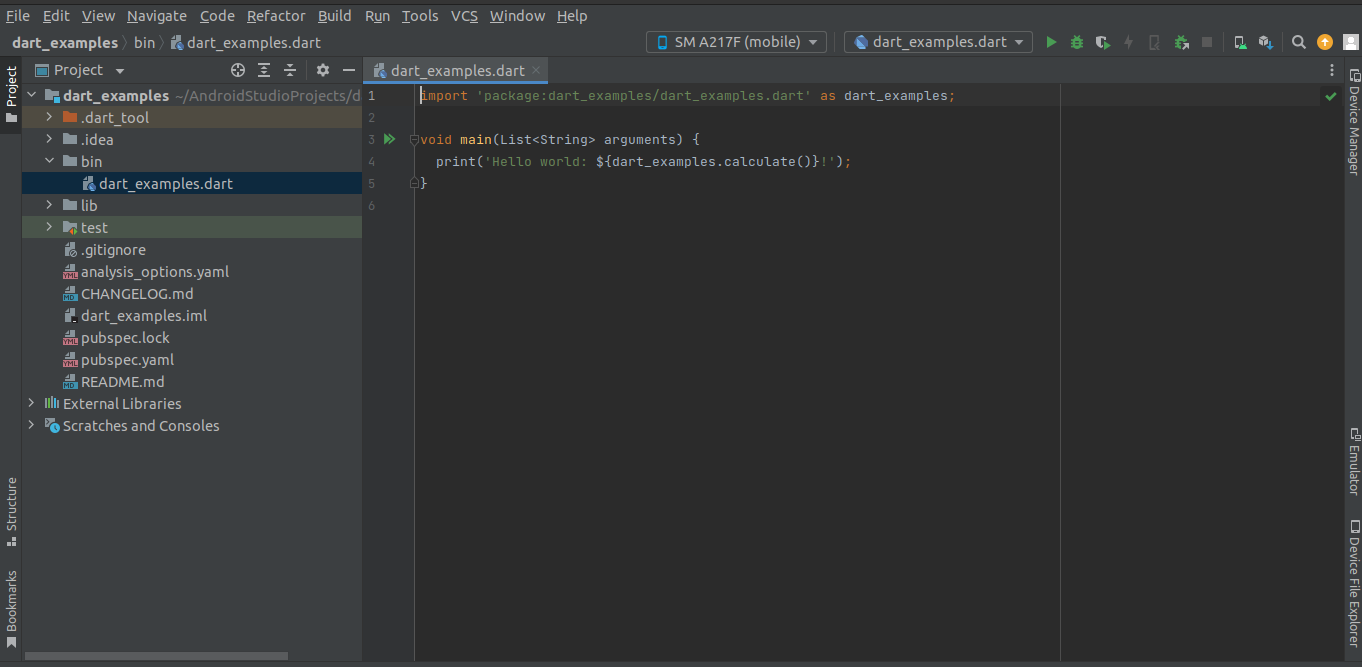 File Edit View Navigate Code Refactor Build Run Tools VCS Window Help
dart_examples bin dart_examples.dart SM A217F (mobile) dart_examples.dart
Project
Project
dart_examples ~/AndroidStudioProjects/d
.dart_tool
.idea
bin
dart_examples.dart
lib
test
.gitignore
analysis_options.yaml
CHANGELOG.md
dart_examples.iml
pubspec.lock
pubspec.yaml
README.md
External Libraries
Scratches and Consoles
Structure
Bookmarks
dart_examples.dart
1 import 'package:dart_examples/dart_examples.dart' as dart_examples;
2
3 void main(List<String> arguments) {
4 print('Hello world: ${dart_examples.calculate()}!');
5 }
6
Device Manager
Emulator
Device File Explorer